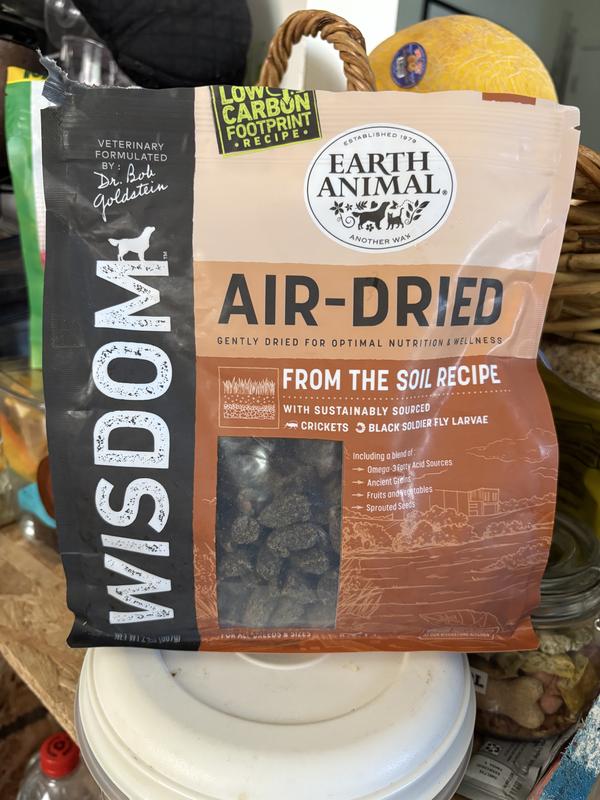 LOW
CARBON
FOOTPRINT
• RECIPE •
VETERINARY
FORMULATED
BY:
Dr. Bob
Goldstein
ESTABLISHED 1979
EARTH
ANIMAL®
ANOTHER WAY
WISDOM™
AIR-DRIED
GENTLY DRIED FOR OPTIMAL NUTRITION & WELLNESS
FROM THE SOIL RECIPE
WITH SUSTAINABLY SOURCED
CRICKETS BLACK SOLDIER FLY LARVAE
Including a blend of:
Omega-3 Fatty Acid Sources
Ancient Grains
Fruits and Vegetables
Sprouted Seeds
FOR ALL BREEDS & SIZES